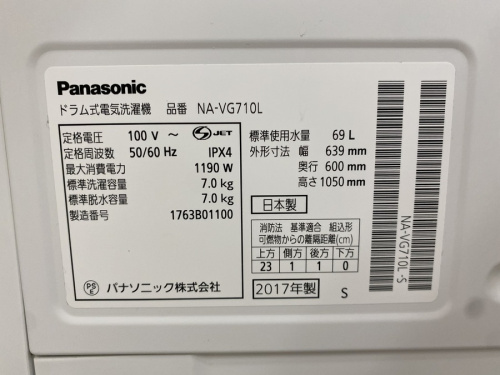 Panasonic
ドラム式電気洗濯機 品番 NA-VG710L
定格電圧 100 V ～ S JET
定格周波数 50/60 Hz IPX4
最大消費電力 1190 W
標準洗濯容量 7.0 kg
標準脱水容量 7.0 kg
製造番号 1763B01100
PSE パナソニック株式会社
標準使用水量 69 L
外形寸法 幅 639 mm
奥行 600 mm
高さ 1050 mm
日本製
消防法 基準適合 組込形
可燃物からの離隔距離(cm)
上方 側方 後方 下方
23 1 1 0
2017年製 S
NA-VG710L -S